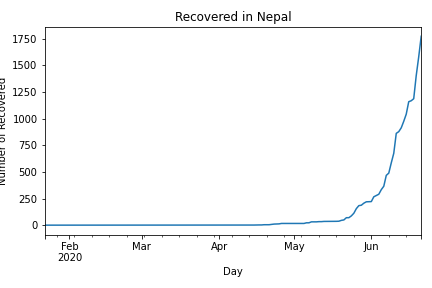 Recovered in Nepal
Number of Recovered
1750
1500
1250
1000
750
500
250
0
Feb
2020
Mar
Apr
May
Jun
Day